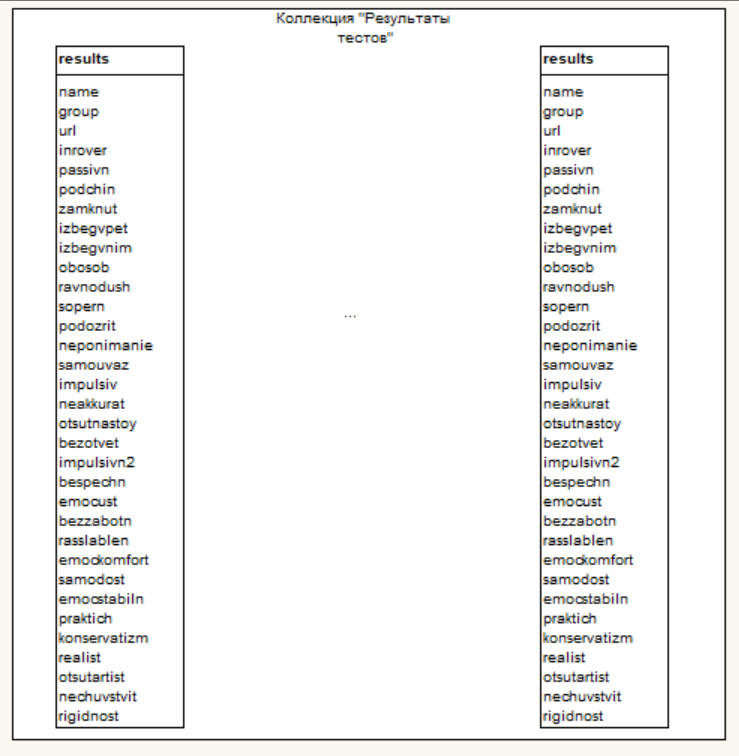 Коллекция "Результаты
тестов"
results
name
group
url
inrover
passivn
podchin
zamknut
izbegvpet
izbegvnim
obosob
ravnodush
sopern
podozrit
neponimanie
samouvaz
impulsiv
neakkurat
otsutnastoy
bezotvet
impulsivn2
bespechn
emocust
bezzabotn
rasslablen
emockomfort
samodost
emocstabiln
praktich
konservatizm
realist
otsutartist
nechuvstvit
rigidnost
...
results
name
group
url
inrover
passivn
podchin
zamknut
izbegvpet
izbegvnim
obosob
ravnodush
sopern
podozrit
neponimanie
samouvaz
impulsiv
neakkurat
otsutnastoy
bezotvet
impulsivn2
bespechn
emocust
bezzabotn
rasslablen
emockomfort
samodost
emocstabiln
praktich
konservatizm
realist
otsutartist
nechuvstvit
rigidnost